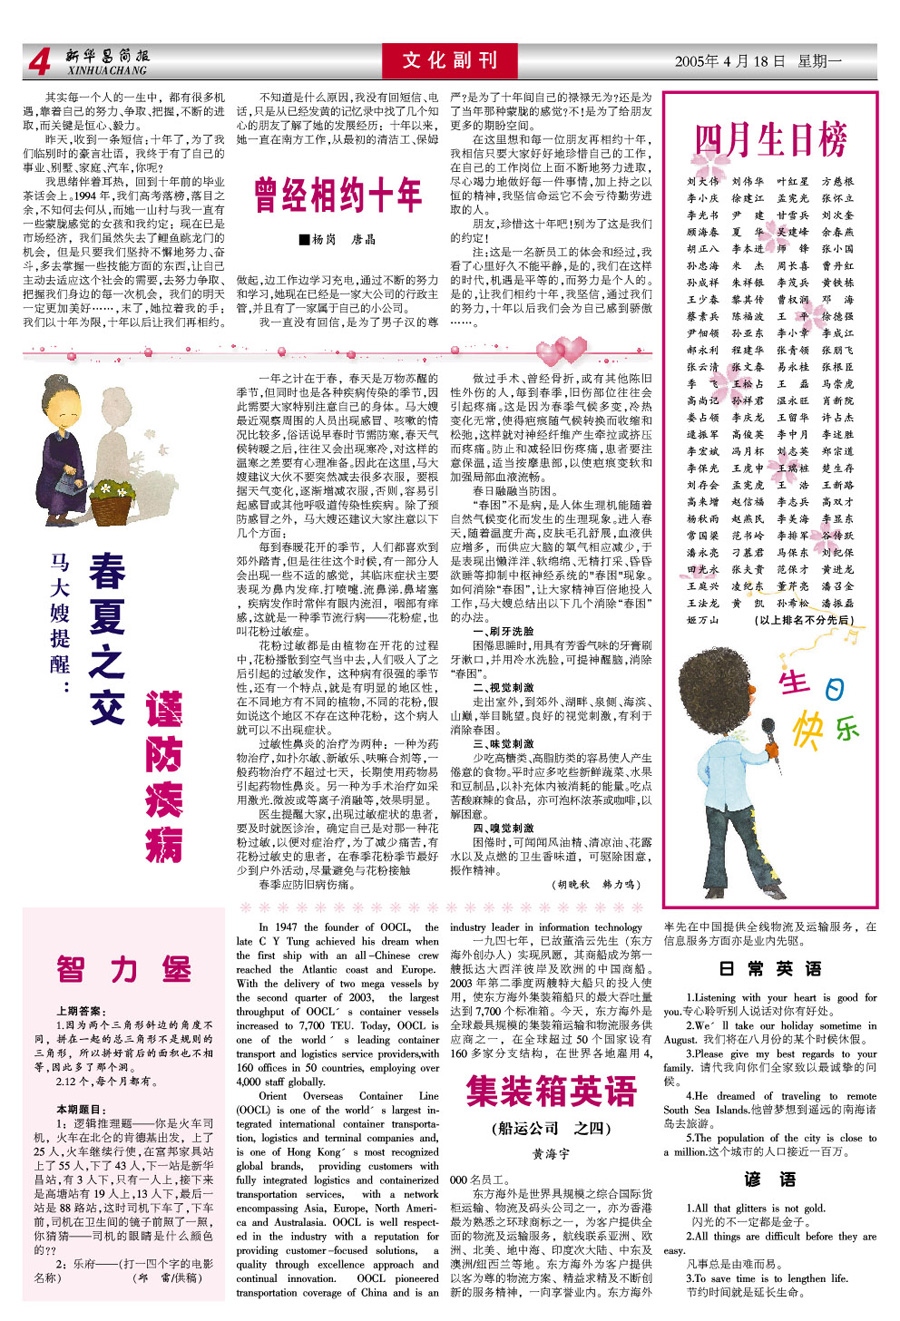 4
新华易简报
XINHUACHANG
文化副刊
2005年4月18日 星期一
其实每一个人的一生中，都有很多机
遇,靠着自己的努力、争取、把握,不断的进
取,而关键是恒心、毅力。
昨天,收到一条短信:十年了,为了我
们临别时的豪言壮语，我终于有了自己的
事业、别墅、家庭、汽车,你呢?
我思绪伴着耳热，回到十年前的毕业
茶话会上。1994年,我们高考落榜,落目之
余,不知何去何从,而她一山村与我一直有
一些蒙胧感觉的女孩和我约定：现在已是
市场经济，我们虽然失去了鲤鱼跳龙门的
机会，但是只要我们坚持不懈地努力、奋
斗,多去掌握一些技能方面的东西,让自己
主动去适应这个社会的需要,去努力争取、
把握我们身边的每一次机会，我们的明天
一定更加美好……,末了,她拉着我的手：
我们以十年为限,十年以后让我们再相约。
不知道是什么原因,我没有回短信、电
话,只是从已经发黄的记忆录中找了几个知
心的朋友了解了她的发展经历：十年以来,
她一直在南方工作,从最初的清洁工、保姆
曾经相约十年
■杨岗 唐晶
做起,边工作边学习充电,通过不断的努力
和学习,她现在已经是一家大公司的行政主
管,并且有了一家属于自己的小公司。
我一直没有回信,是为了男子汉的尊
严?是为了十年间自己的禄禄无为?还是为
了当年那种蒙胧的感觉?不!是为了给朋友
更多的期盼空间。
在这里想和每一位朋友再相约十年,
我相信只要大家好好地珍惜自己的工作,
在自己的工作岗位上面不断地努力进取,
尽心竭力地做好每一件事情,加上持之以
恒的精神,我坚信命运它不会亏待勤劳进
取的人。
朋友,珍惜这十年吧!别为了这是我们
的约定!
注:这是一名新员工的体会和经过,我
看了心里好久不能平静,是的,我们在这样
的时代,机遇是平等的,而努力是个人的。
是的,让我们相约十年,我坚信,通过我们
的努力,十年以后我们会为自己感到骄傲
……。
四月生日榜
刘大伟 刘伟华 叶红星 方慈根
李小庆 徐建江 孟宪光 张怀立
李光书 尹 建 甘雷兵 刘次奎
顾海春 夏 华 吴建峰 余春燕
胡正八 李本进 师 锋 张小国
孙忠海 米 杰 周长喜 曹丹红
孙成祥 朱祥银 李茂兵 黄铁栋
王少春 黎其传 曹权润 邓 海
蔡素兵 陈福波 王 平 徐德强
尹佃领 孙亚东 李小章 李成江
郝永利 程建华 张青领 张朋飞
张云清 张文春 易永桂 张根臣
李 飞 王松占 王 磊 马崇虎
高尚记 孙祥君 温永旺 肖新院
娄占领 李庆龙 王留华 许占杰
逯振军 高俊英 李中月 李述胜
李宏斌 冯月杯 刘志英 郑宗道
李保光 王虎申 王瑞桩 楚生存
刘存会 孟宪虎 王 浩 王新路
高来增 赵信福 李志兵 高双才
杨秋雨 赵燕民 李美海 李显东
常国梁 范书岭 李排军 谷传跃
潘永亮 刁慕君 马保东 刘纪保
田光永 张夫贵 范保才 黄进龙
王庭兴 凌纪东 董芹亮 潘召金
王法龙 黄 凯 孙希松 潘振磊
姬万山 (以上排名不分先后)
生日快乐
马大嫂提醒：
春夏之交
谨防疾病
一年之计在于春，春天是万物苏醒的
季节,但同时也是各种疾病传染的季节,因
此需要大家特别注意自己的身体。马大嫂
最近观察周围的人员出现感冒、咳嗽的情
况比较多,俗话说早春时节需防寒,春天气
候转暖之后,往往又会出现寒冷,对这样的
温寒之差要有心理准备。因此在这里,马大
嫂建议大伙不要突然减去很多衣服，要根
据天气变化,逐渐增减衣服,否则,容易引
起感冒或其他呼吸道传染性疾病。除了预
防感冒之外，马大嫂还建议大家注意以下
几个方面：
每到春暖花开的季节，人们都喜欢到
郊外踏青,但是往往这个时候,有一部分人
会出现一些不适的感觉，其临床症状主要
表现为鼻内发痒.打喷嚏,流鼻涕.鼻堵塞
，疾病发作时常伴有眼内流泪，咽部有痒
感,这就是一种季节流行病——花粉症,也
叫花粉过敏症。
花粉过敏都是由植物在开花的过程
中,花粉播散到空气当中去,人们吸入了之
后引起的过敏发作，这种病有很强的季节
性,还有一个特点,就是有明显的地区性,
在不同地方有不同的植物,不同的花粉,假
如说这个地区不存在这种花粉，这个病人
就可以不出现症状。
过敏性鼻炎的治疗为两种：一种为药
物治疗,如扑尔敏、新敏乐、呋嘛合剂等,一
般药物治疗不超过七天，长期使用药物易
引起药物性鼻炎。另一种为手术治疗如采
用激光.微波或等离子消融等,效果明显。
医生提醒大家,出现过敏症状的患者,
要及时就医诊治，确定自己是对那一种花
粉过敏,以便对症治疗,为了减少痛苦,有
花粉过敏史的患者，在春季花粉季节最好
少到户外活动,尽量避免与花粉接触
春季应防旧病伤痛。
做过手术、曾经骨折,或有其他陈旧
性外伤的人,每到春季,旧伤部位往往会
引起疼痛。这是因为春季气候多变,冷热
变化无常,使得疤痕随气候转换而收缩和
松弛,这样就对神经纤维产生牵拉或挤压
而疼痛。防止和减轻旧伤疼痛,患者要注
意保温,适当按摩患部,以使疤痕变软和
加强局部血液流畅。
春日融融当防困。
“春困”不是病,是人体生理机能随着
自然气候变化而发生的生理现象。进人春
天,随着温度升高,皮肤毛孔舒展,血液供
应增多，而供应大脑的氧气相应减少,于
是表现出懒洋洋、软绵绵、无精打采、昏昏
欲睡等抑制中枢神经系统的“春困”现象。
如何消除“春困”,让大家精神百倍地投入
工作,马大嫂总结出以下几个消除“春困”
的办法。
一、刷牙洗脸
困倦思睡时,用具有芳香气味的牙膏刷
牙漱口,并用冷水洗脸,可提神醒脑,消除
“春困”。
二、视觉刺激
走出室外,到郊外、湖畔、泉侧、海滨、
山巅,举目眺望。良好的视觉刺激,有利于
消除春困。
三、味觉刺激
少吃高糖类、高脂肪类的容易使人产生
倦意的食物。平时应多吃些新鲜蔬菜、水果
和豆制品,以补充体内被消耗的能量。吃点
苦酸麻辣的食品，亦可泡杯浓茶或咖啡,以
解困意。
四、嗅觉刺激
困倦时,可闻闻风油精、清凉油、花露
水以及点燃的卫生香味道，可驱除困意,
振作精神。
(胡晚秋 韩力鸣)
智力堡
上期答案:
1.因为两个三角形斜边的角度不
同，拼在一起的总三角形不是规则的
三角形，所以拼好前后的面积也不相
等,因此多了那个洞。
2.12个,每个月都有。
本期题目:
1：逻辑推理题——你是火车司
机，火车在北仑的肯德基出发，上了
25人,火车继续行使,在富邦家具站
上了55人,下了43人,下一站是新华
昌站,有3人下,只有一人上,接下来
是高塘站有19人上,13人下,最后一
站是88路站,这时司机下车了,下车
前,司机在卫生间的镜子前照了一照,
你猜猜——司机的眼睛是什么颜色
的??
2：乐府——(打一四个字的电影
名称) (邱 雷/供稿)
In 1947 the founder of OOCL, the
late C Y Tung achieved his dream when
the first ship with an all-Chinese crew
reached the Atlantic coast and Europe.
With the delivery of two mega vessels by
the second quarter of 2003, the largest
throughput of OOCL´s container vessels
increased to 7,700 TEU. Today, OOCL is
one of the world´s leading container
transport and logistics service providers,with
160 offices in 50 countries, employing over
4,000 staff globally.
Orient Overseas Container Line
(OOCL) is one of the world´s largest in-
tegrated international container transporta-
tion, logistics and terminal companies and,
is one of Hong Kong´s most recognized
global brands, providing customers with
fully integrated logistics and containerized
transportation services, with a network
encompassing Asia, Europe, North Ameri-
ca and Australasia. OOCL is well respect-
ed in the industry with a reputation for
providing customer-focused solutions, a
quality through excellence approach and
continual innovation. OOCL pioneered
transportation coverage of China and is an
industry leader in information technology
一九四七年，已故董浩云先生（东方
海外创办人）实现夙愿，其商船成为第一
艘抵达大西洋彼岸及欧洲的中国商船。
2003年第二季度两艘特大船只的投入使
用，使东方海外集装箱船只的最大吞吐量
达到7,700个标准箱。今天，东方海外是
全球最具规模的集装箱运输和物流服务供
应商之一，在全球超过50个国家设有
160多家分支结构，在世界各地雇用4,
集装箱英语
(船运公司 之四)
黄海宇
000名员工。
东方海外是世界具规模之综合国际货
柜运输、物流及码头公司之一，亦为香港
最为熟悉之环球商标之一，为客户提供全
面的物流及运输服务，航线联系亚洲、欧
洲、北美、地中海、印度次大陆、中东及
澳洲/纽西兰等地。东方海外为客户提供
以客为尊的物流方案、精益求精及不断创
新的服务精神，一向享誉业内。东方海外
率先在中国提供全线物流及运输服务，在
信息服务方面亦是业内先驱。
日常英语
1.Listening with your heart is good for
you.专心聆听别人说话对你有好处。
2.We´ll take our holiday sometime in
August. 我们将在八月份的某个时候休假。
3.Please give my best regards to your
family. 请代我向你们全家致以最诚挚的问
候。
4.He dreamed of traveling to remote
South Sea Islands.他曾梦想到遥远的南海诸
岛去旅游。
5.The population of the city is close to
a million.这个城市的人口接近一百万。
谚语
1.All that glitters is not gold.
闪光的不一定都是金子。
2.All things are difficult before they are
easy.
凡事总是由难而易。
3.To save time is to lengthen life.
节约时间就是延长生命。